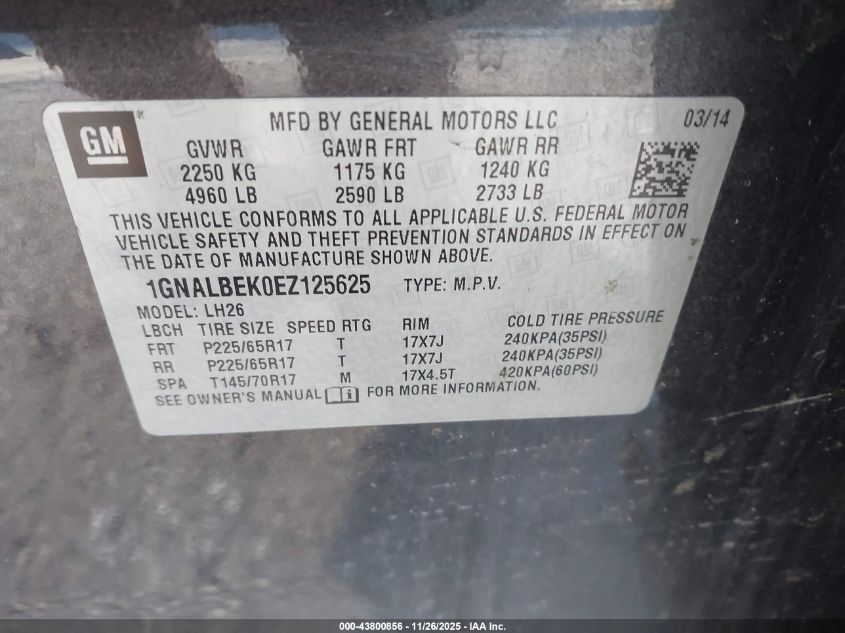 GM ®
MFD BY GENERAL MOTORS LLC 03/14
GVWR GAWR FRT GAWR RR
2250 KG 1175 KG 1240 KG
4960 LB 2590 LB 2733 LB
THIS VEHICLE CONFORMS TO ALL APPLICABLE U.S. FEDERAL MOTOR
VEHICLE SAFETY AND THEFT PREVENTION STANDARDS IN EFFECT ON
THE DATE OF MANUFACTURE SHOWN ABOVE.
1GNALBEK0EZ125625 TYPE: M.P.V.
MODEL: LH26
LBCH TIRE SIZE SPEED RTG RIM COLD TIRE PRESSURE
FRT P225/65R17 T 17X7J 240KPA(35PSI)
RR P225/65R17 T 17X7J 240KPA(35PSI)
SPA T145/70R17 M 17X4.5T 420KPA(60PSI)
SEE OWNER'S MANUAL FOR MORE INFORMATION.
000-43800856 - 11/26/2025 - IAA Inc.